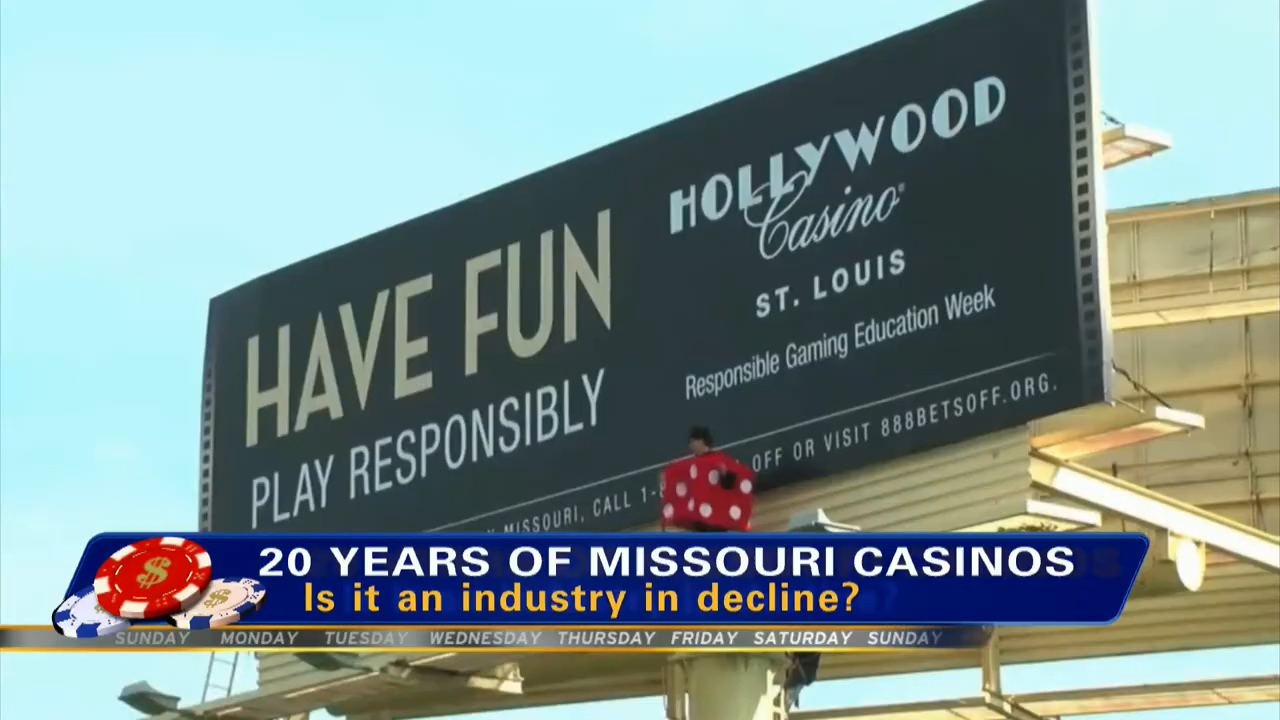 HAVE FUN
PLAY RESPONSIBLY
HOLLYWOOD
Casino®
ST. LOUIS
Responsible Gaming Education Week
MISSOURI, CALL 1-8 OFF OR VISIT 888BETSOFF.ORG.
20 YEARS OF MISSOURI CASINOS
Is it an industry in decline?
SUNDAY MONDAY TUESDAY WEDNESDAY THURSDAY FRIDAY SATURDAY SUNDAY
$
$